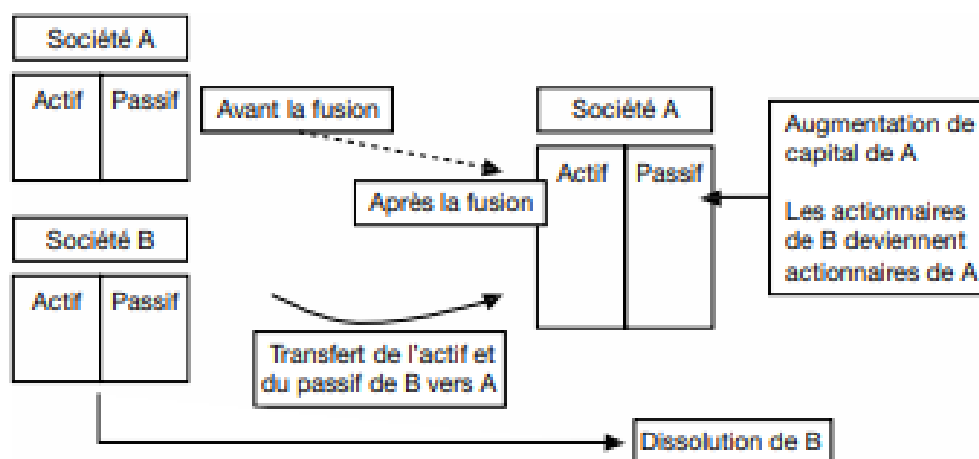 Société A
Actif Passif
Avant la fusion
Société A
Actif Passif
Augmentation de
capital de A
Les actionnaires
de B deviennent
actionnaires de A
Après la fusion
Société B
Actif Passif
Transfert de l'actif et
du passif de B vers A
Dissolution de B